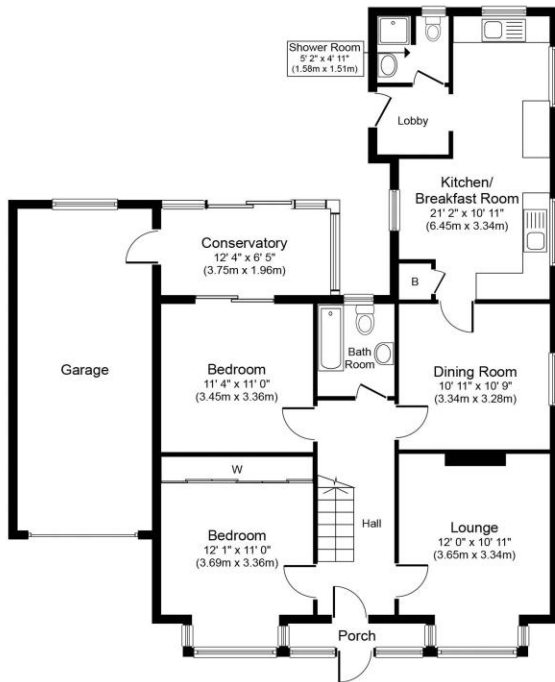 Shower Room
5' 2" x 4' 11"
(1.58m x 1.51m)
Lobby
Kitchen/
Breakfast Room
21' 2" x 10' 11"
(6.45m x 3.34m)
Conservatory
12' 4" x 6' 5"
(3.75m x 1.96m)
B
Garage
Bedroom
11' 4" x 11' 0"
(3.45m x 3.36m)
Bath
Room
Dining Room
10' 11" x 10' 9"
(3.34m x 3.28m)
W
Bedroom
12' 1" x 11' 0"
(3.69m x 3.36m)
Hall
Lounge
12' 0" x 10' 11"
(3.65m x 3.34m)
Porch